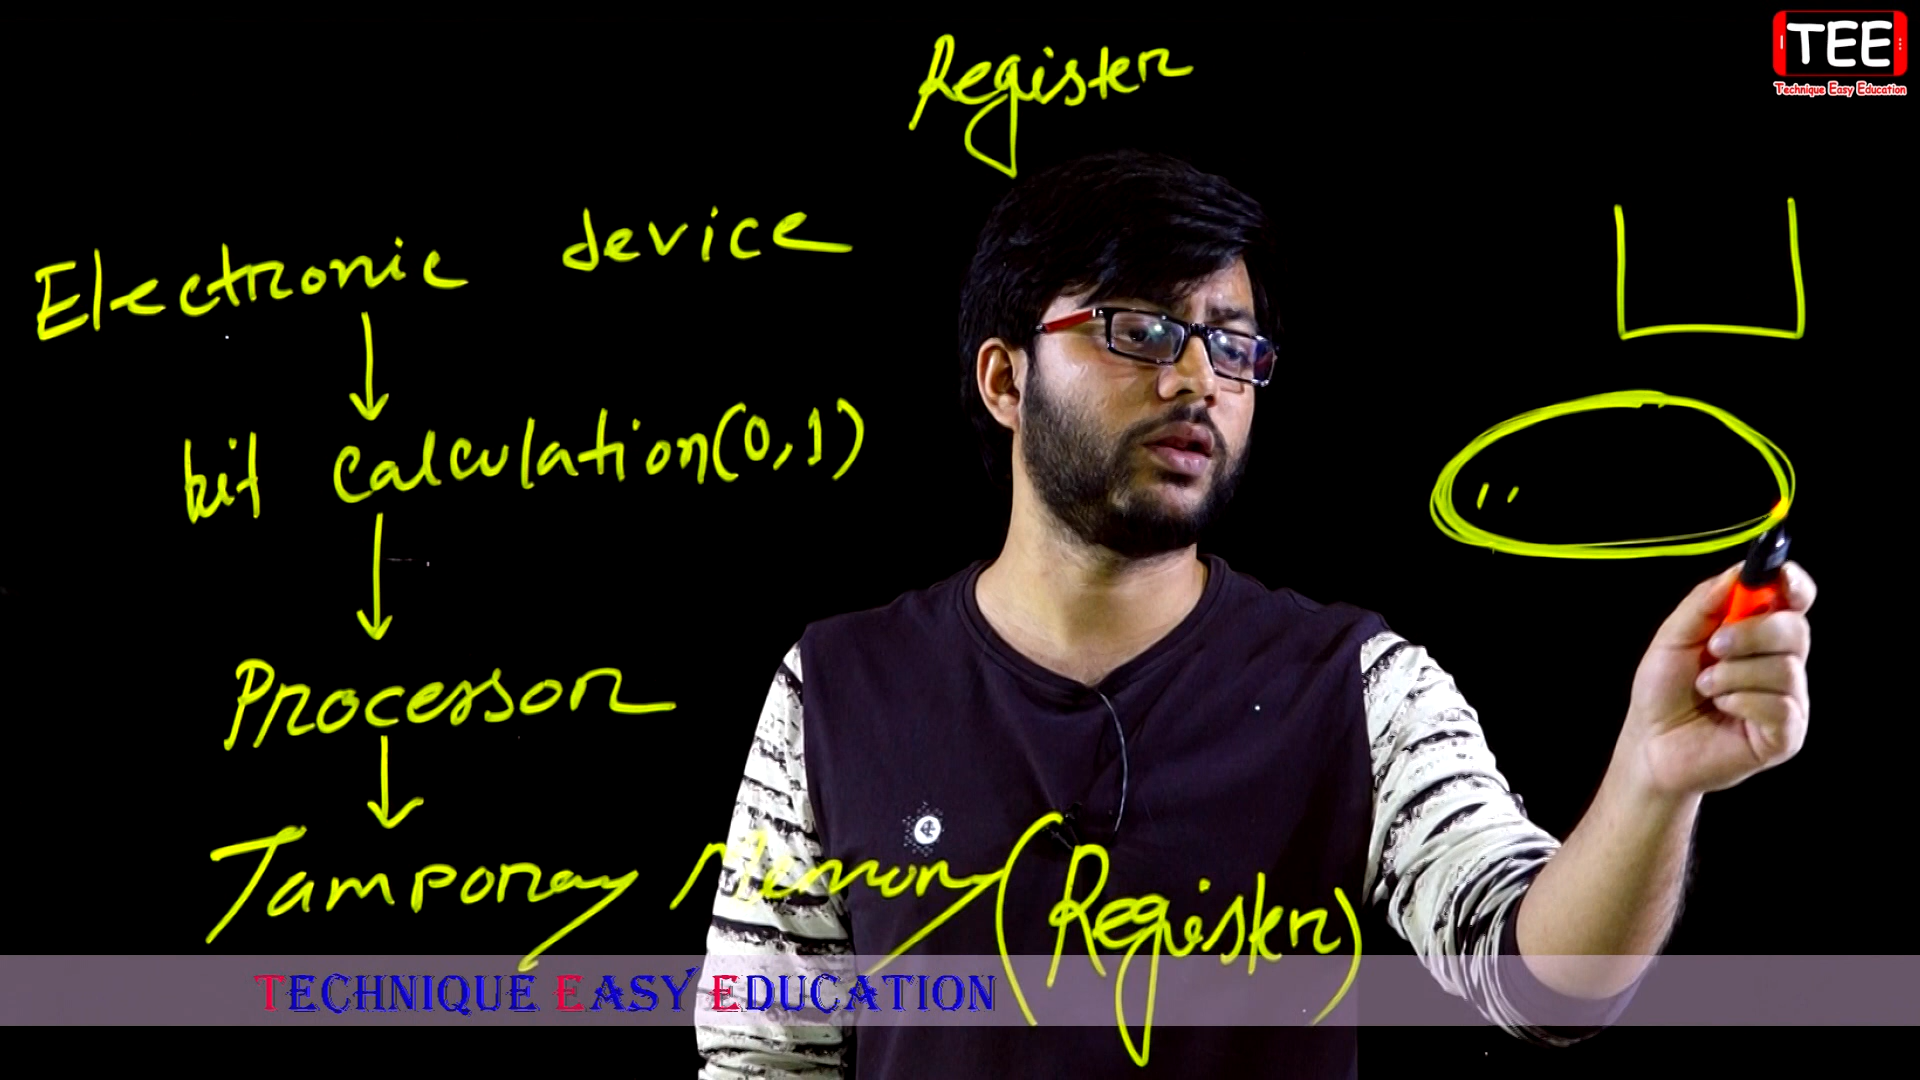 Register
TEE
Technique Easy Education
Electronic device
bit calculation(0,1)
Processor
Tamporary Memory (Register)
TECHNIQUE EASY EDUCATION